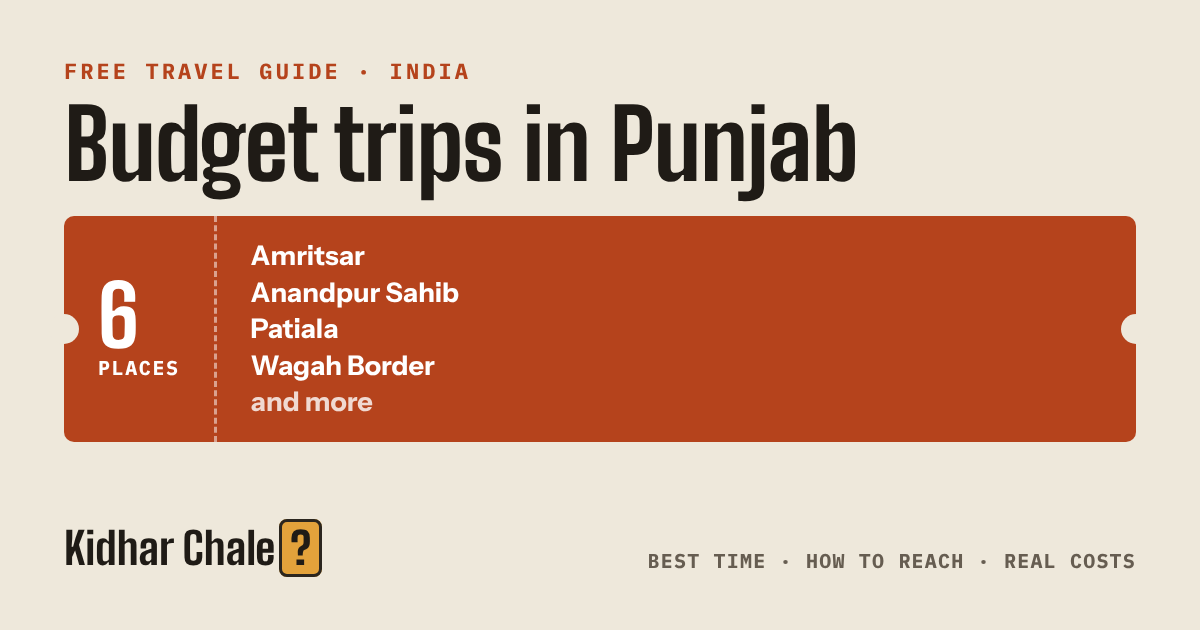 FREE TRAVEL GUIDE · INDIA
Budget trips in Punjab
6
PLACES
Amritsar
Anandpur Sahib
Patiala
Wagah Border
and more
Kidhar Chale ?
BEST TIME · HOW TO REACH · REAL COSTS